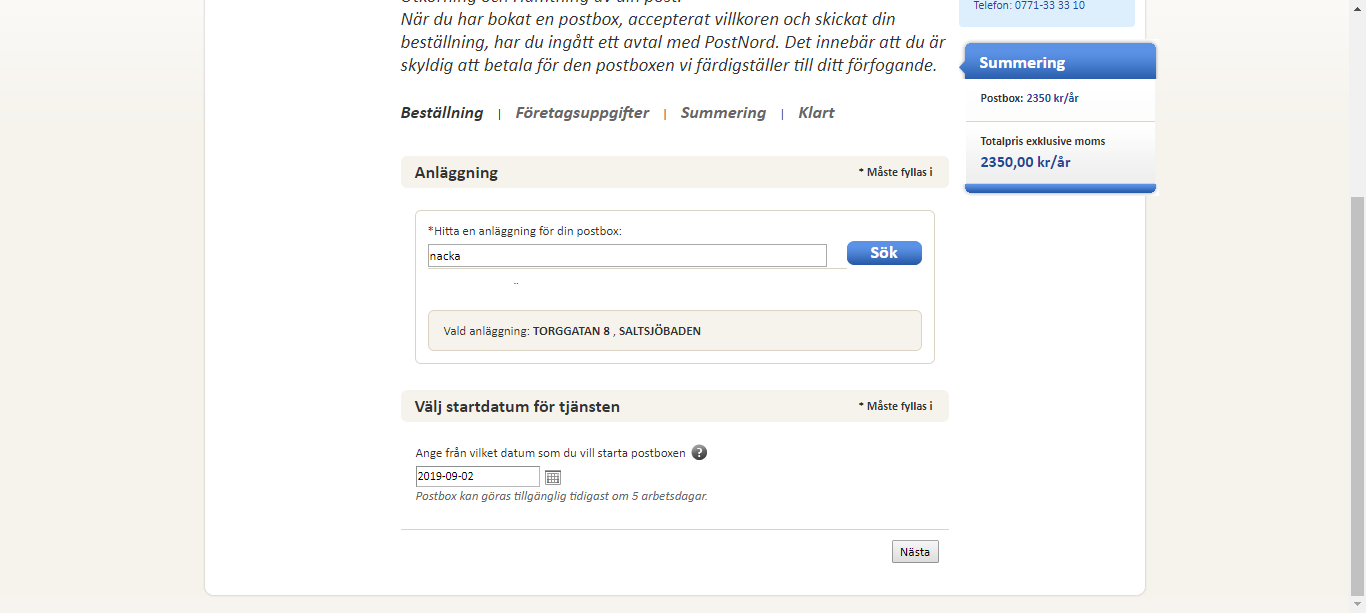 När du har bokat en postbox, accepterat villkoren och skickat din
beställning, har du ingått ett avtal med PostNord. Det innebär att du är
skyldig att betala för den postboxen vi färdigställer till ditt förfogande.
Telefon: 0771-33 33 10
Summering
Postbox: 2350 kr/år
Totalpris exklusive moms
2350,00 kr/år
Beställning | Företagsuppgifter | Summering | Klart
Anläggning * Måste fyllas i
*Hitta en anläggning för din postbox:
nacka Sök
Vald anläggning: TORGGATAN 8 , SALTSJÖBADEN
Välj startdatum för tjänsten * Måste fyllas i
Ange från vilket datum som du vill starta postboxen ?
2019-09-02
Postbox kan göras tillgänglig tidigast om 5 arbetsdagar.
Nästa